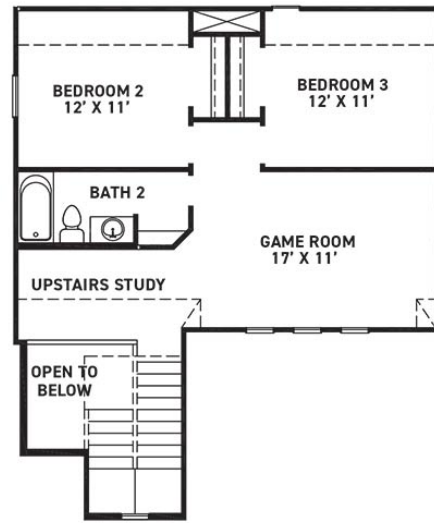 BEDROOM 2
12' X 11'
BEDROOM 3
12' X 11'
BATH 2
GAME ROOM
17' X 11'
UPSTAIRS STUDY
OPEN TO
BELOW